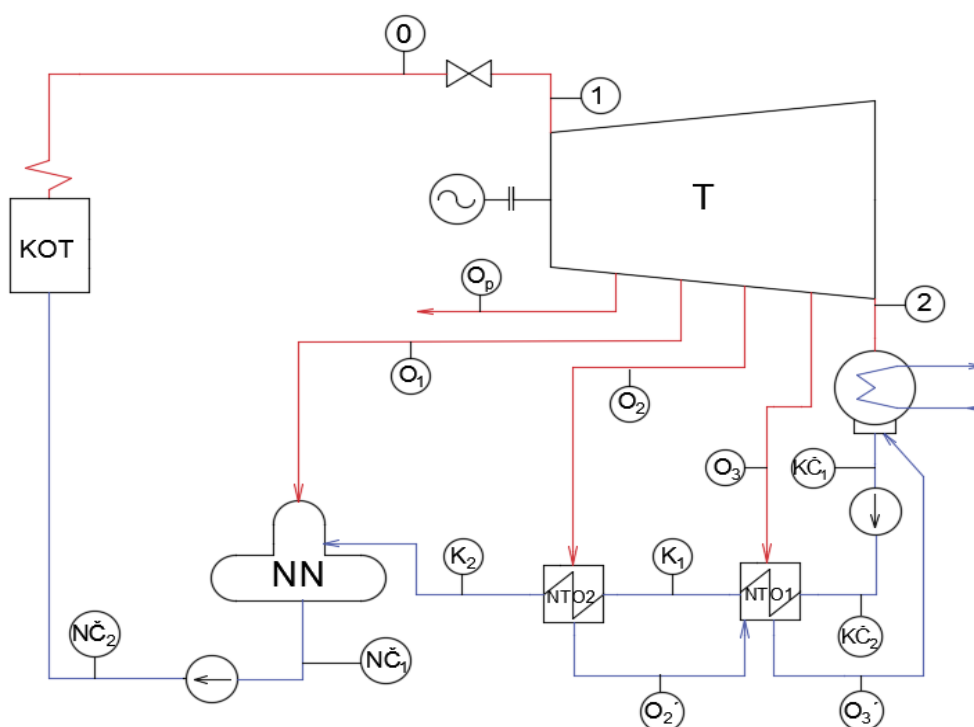 0
1
T
KOT
Oₚ
2
O₁
O₂
O₃
KČ₁
K₂
K₁
NN
NTO2
NTO1
NČ₂
NČ₁
KČ₂
O₂´
O₃´